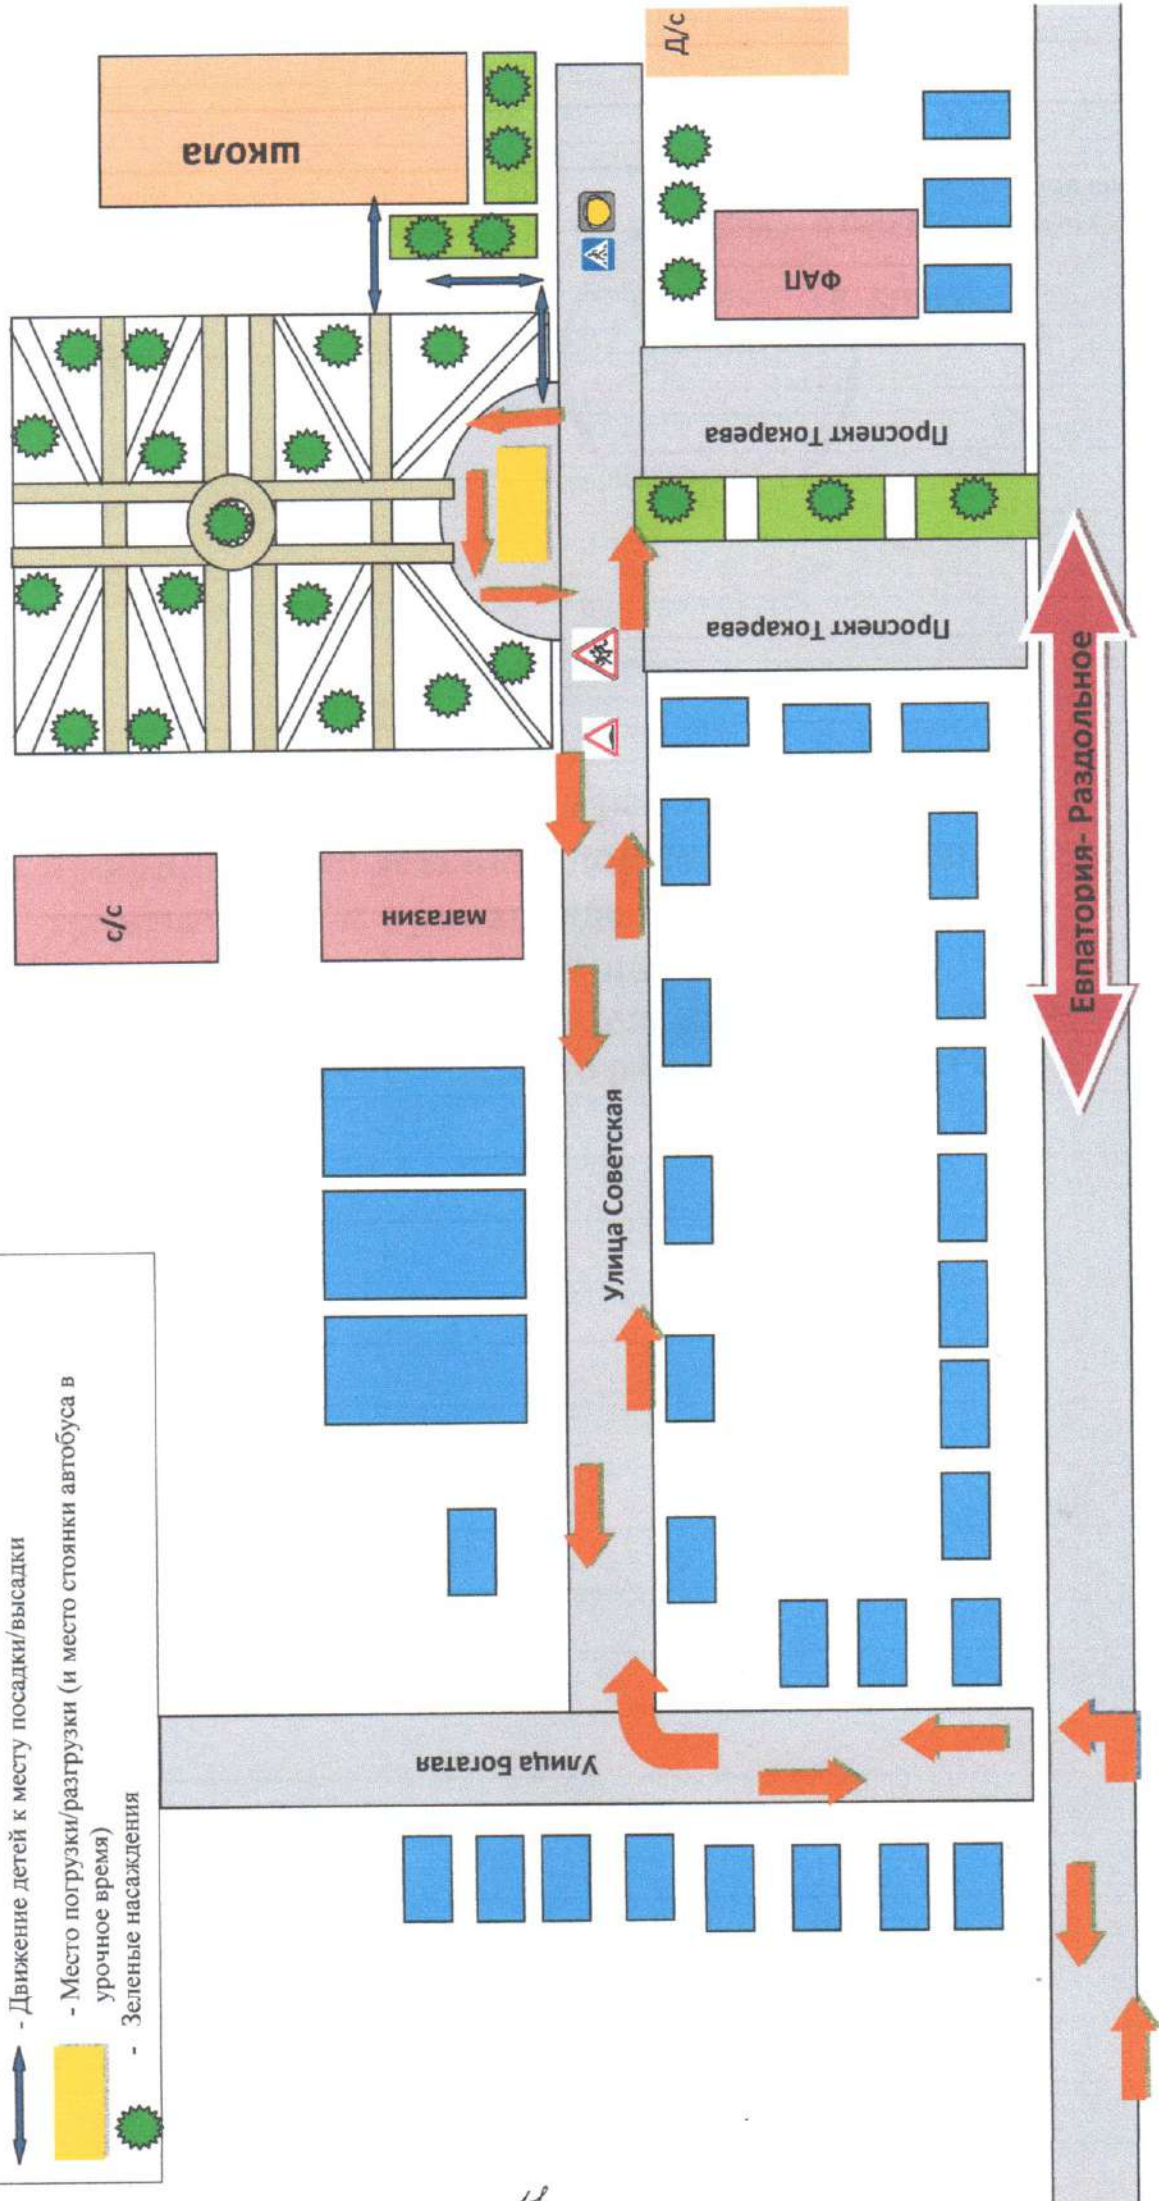 - Движение детей к месту посадки/высадки
- Место погрузки/разгрузки (и место стоянки автобуса в
урочное время)
- Зеленые насаждения
школа
Д/с
с/с
магазин
ФАП
Проспект Токарева
Проспект Токарева
Улица Советская
Улица Богатая
Евпатория- Раздольное